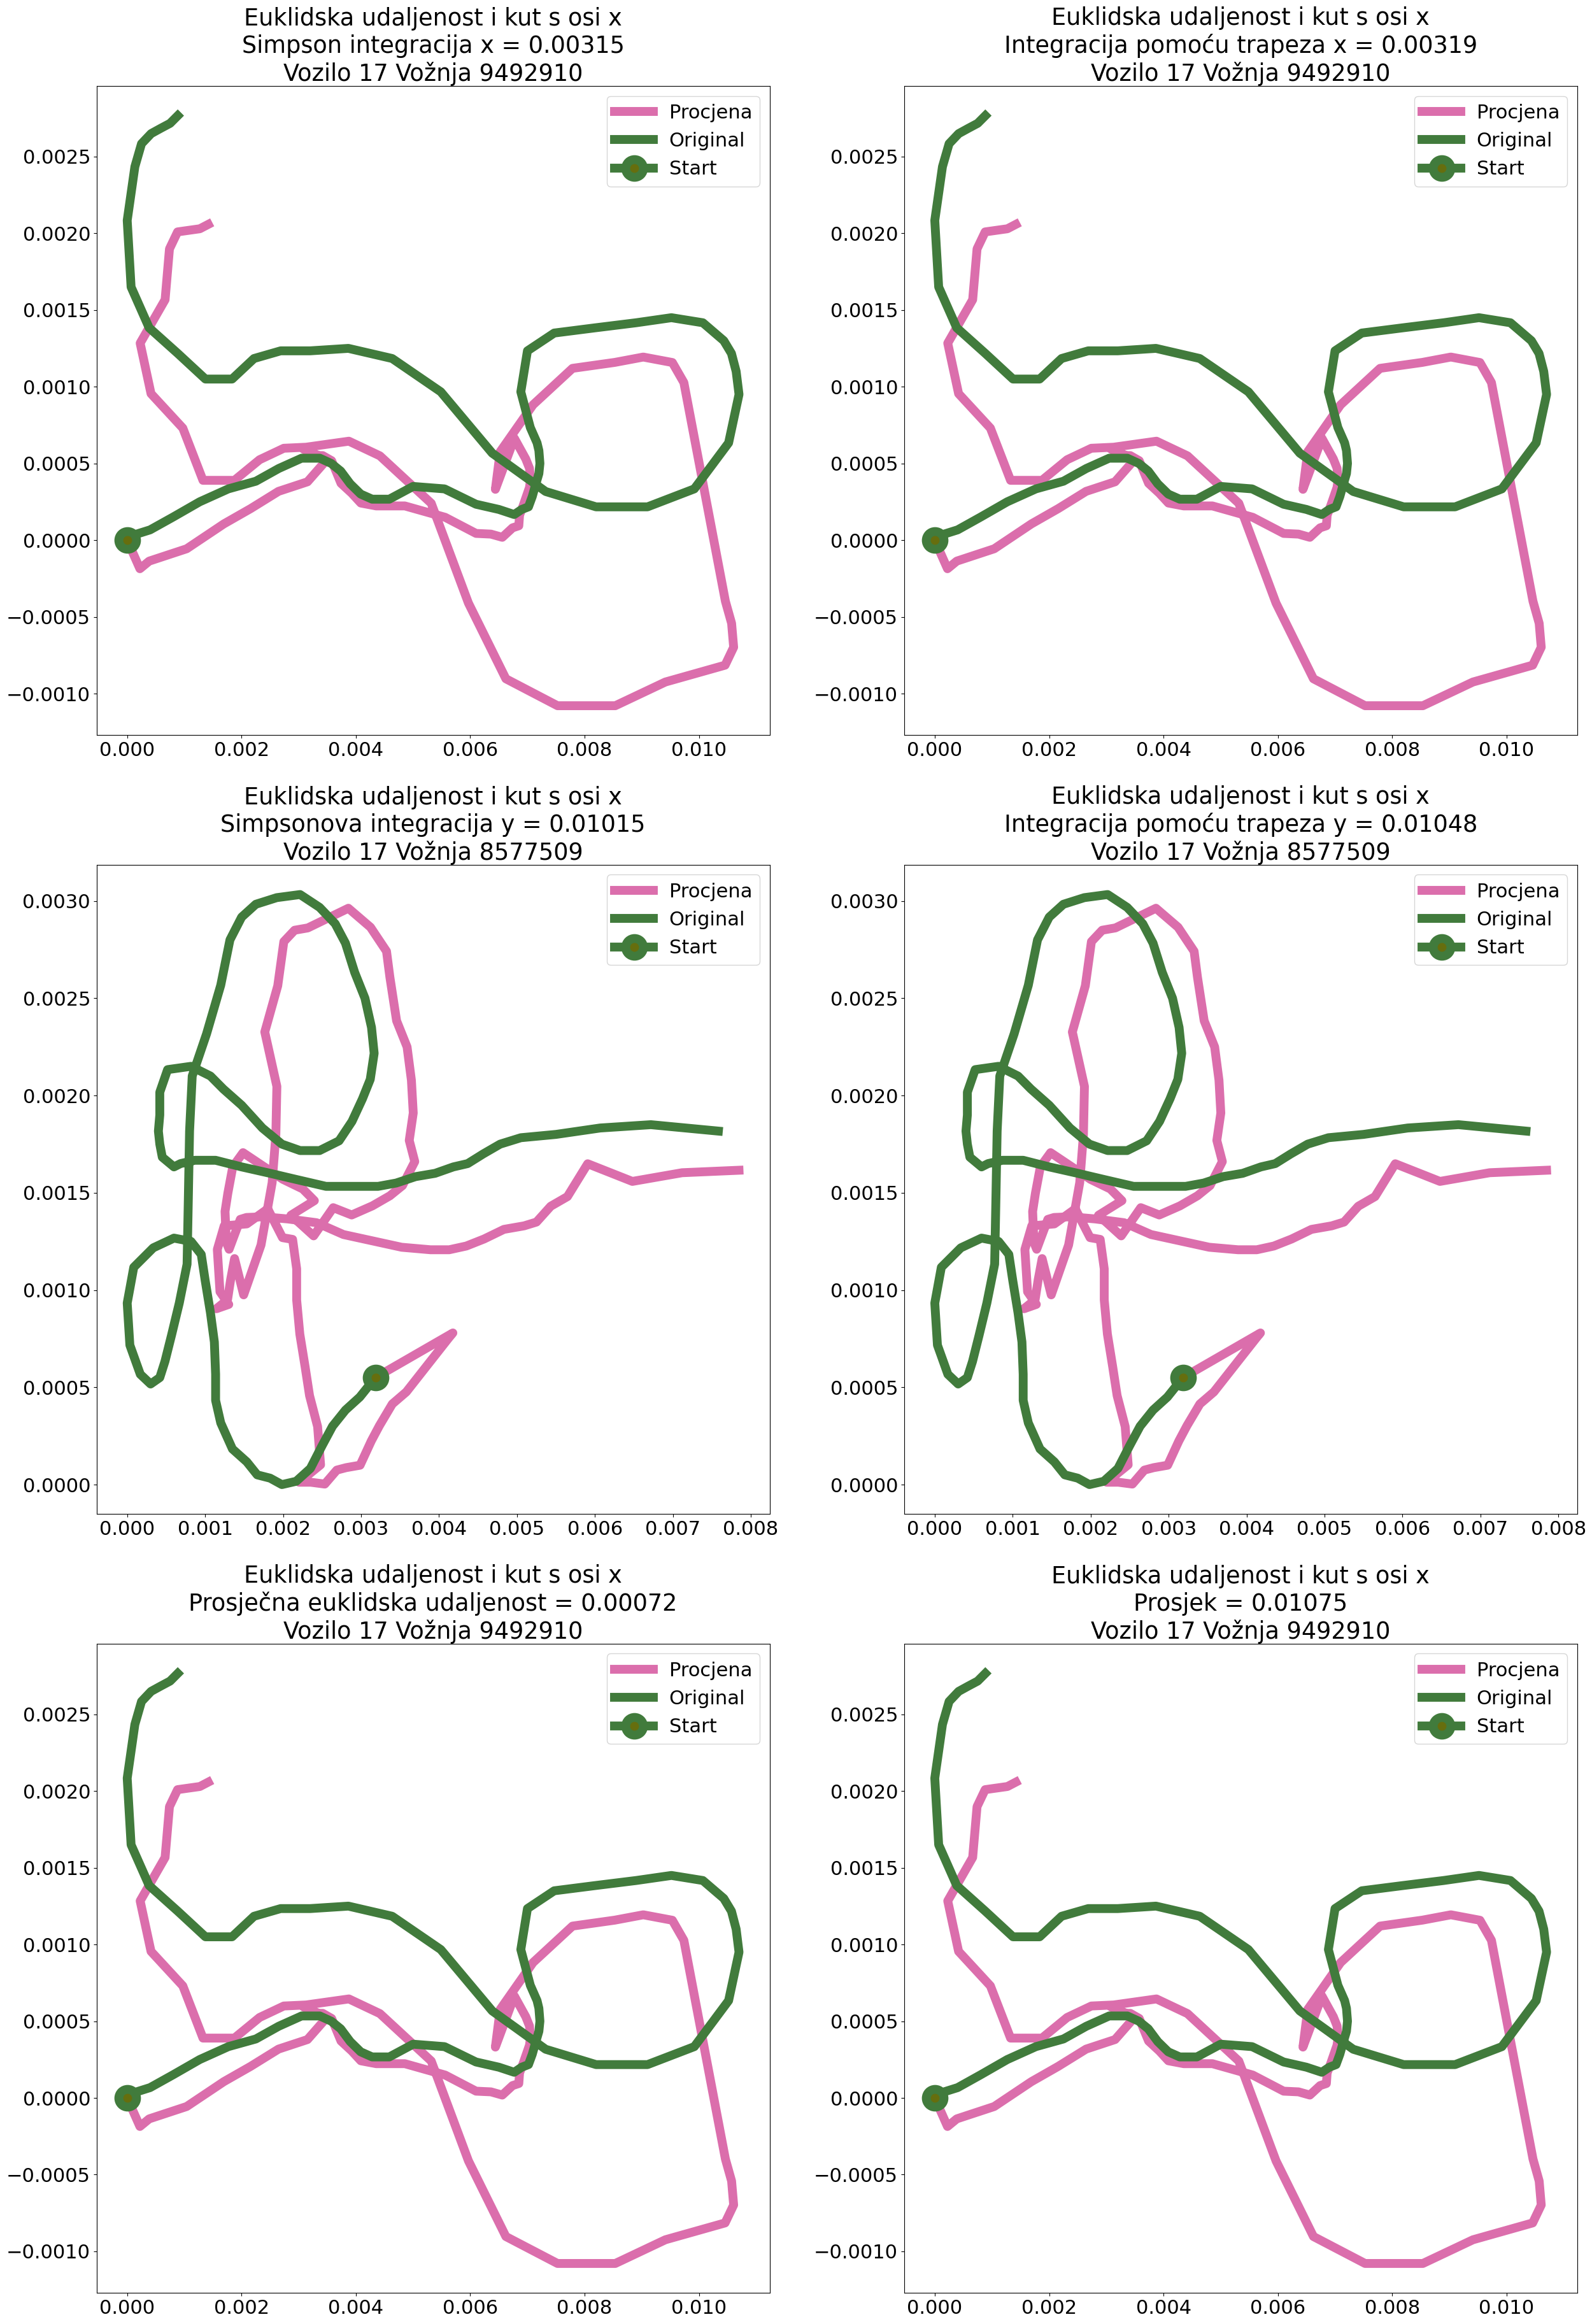 Euklidska udaljenost i kut s osi x
Simpson integracija x = 0.00315
Vozilo 17 Vožnja 9492910
Procjena
Original
Start
0.0025
0.0020
0.0015
0.0010
0.0005
0.0000
−0.0005
−0.0010
0.000 0.002 0.004 0.006 0.008 0.010
Euklidska udaljenost i kut s osi x
Integracija pomoću trapeza x = 0.00319
Vozilo 17 Vožnja 9492910
Procjena
Original
Start
0.0025
0.0020
0.0015
0.0010
0.0005
0.0000
−0.0005
−0.0010
0.000 0.002 0.004 0.006 0.008 0.010
Euklidska udaljenost i kut s osi x
Simpsonova integracija y = 0.01015
Vozilo 17 Vožnja 8577509
Procjena
Original
Start
0.0030
0.0025
0.0020
0.0015
0.0010
0.0005
0.0000
0.000 0.001 0.002 0.003 0.004 0.005 0.006 0.007 0.008
Euklidska udaljenost i kut s osi x
Integracija pomoću trapeza y = 0.01048
Vozilo 17 Vožnja 8577509
Procjena
Original
Start
0.0030
0.0025
0.0020
0.0015
0.0010
0.0005
0.0000
0.000 0.001 0.002 0.003 0.004 0.005 0.006 0.007 0.008
Euklidska udaljenost i kut s osi x
Prosječna euklidska udaljenost = 0.00072
Vozilo 17 Vožnja 9492910
Procjena
Original
Start
0.0025
0.0020
0.0015
0.0010
0.0005
0.0000
−0.0005
−0.0010
0.000 0.002 0.004 0.006 0.008 0.010
Euklidska udaljenost i kut s osi x
Prosjek = 0.01075
Vozilo 17 Vožnja 9492910
Procjena
Original
Start
0.0025
0.0020
0.0015
0.0010
0.0005
0.0000
−0.0005
−0.0010
0.000 0.002 0.004 0.006 0.008 0.010